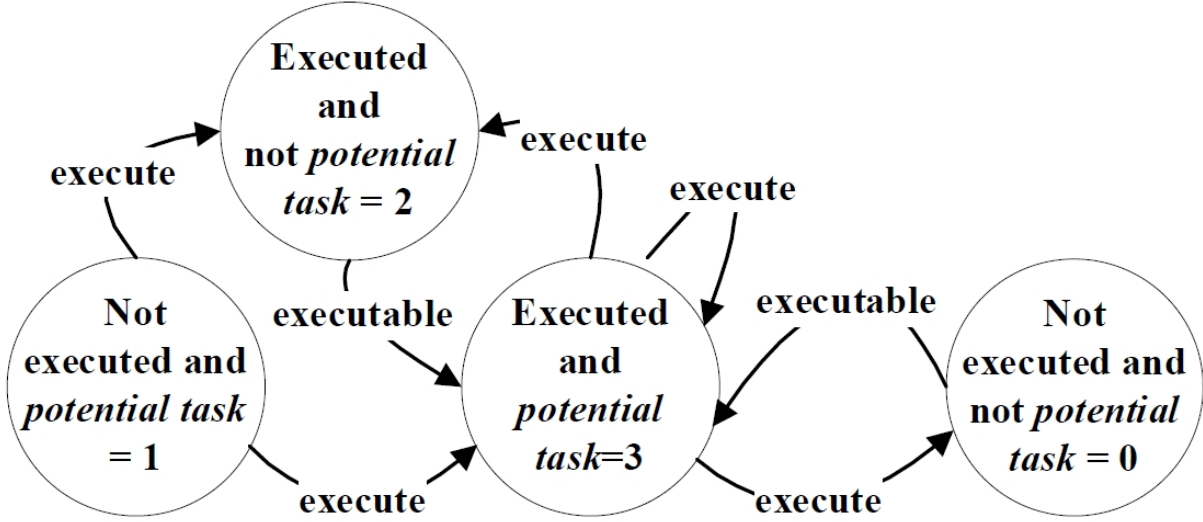 Executed
and
not potential
task = 2
execute
execute
execute
executable
executable
Not
executed and
potential task
= 1
Executed
and
potential
task=3
Not
executed and
not potential
task = 0
execute
execute